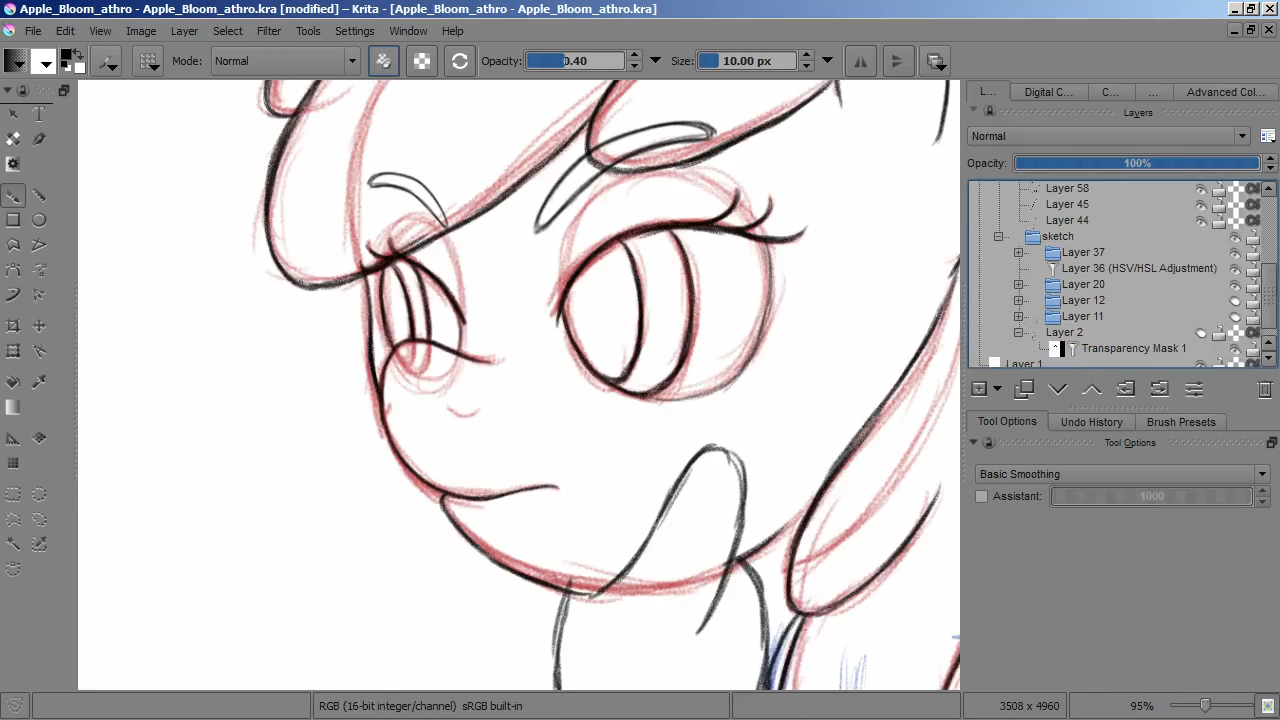 Apple_Bloom_athro - Apple_Bloom_athro.kra [modified] – Krita - [Apple_Bloom_athro - Apple_Bloom_athro.kra]
File Edit View Image Layer Select Filter Tools Settings Window Help
Mode: Normal Opacity: 0.40 Size: 10.00 px
L... Digital C... C... ... Advanced Col...
Layers
Normal
Opacity: 100%
Layer 58
Layer 45
Layer 44
sketch
Layer 37
Layer 36 (HSV/HSL Adjustment)
Layer 20
Layer 12
Layer 11
Layer 2
Transparency Mask 1
Layer 1
Tool Options Undo History Brush Presets
Tool Options
Basic Smoothing
Assistant: 1000
RGB (16-bit integer/channel) sRGB built-in 3508 x 4960 95%